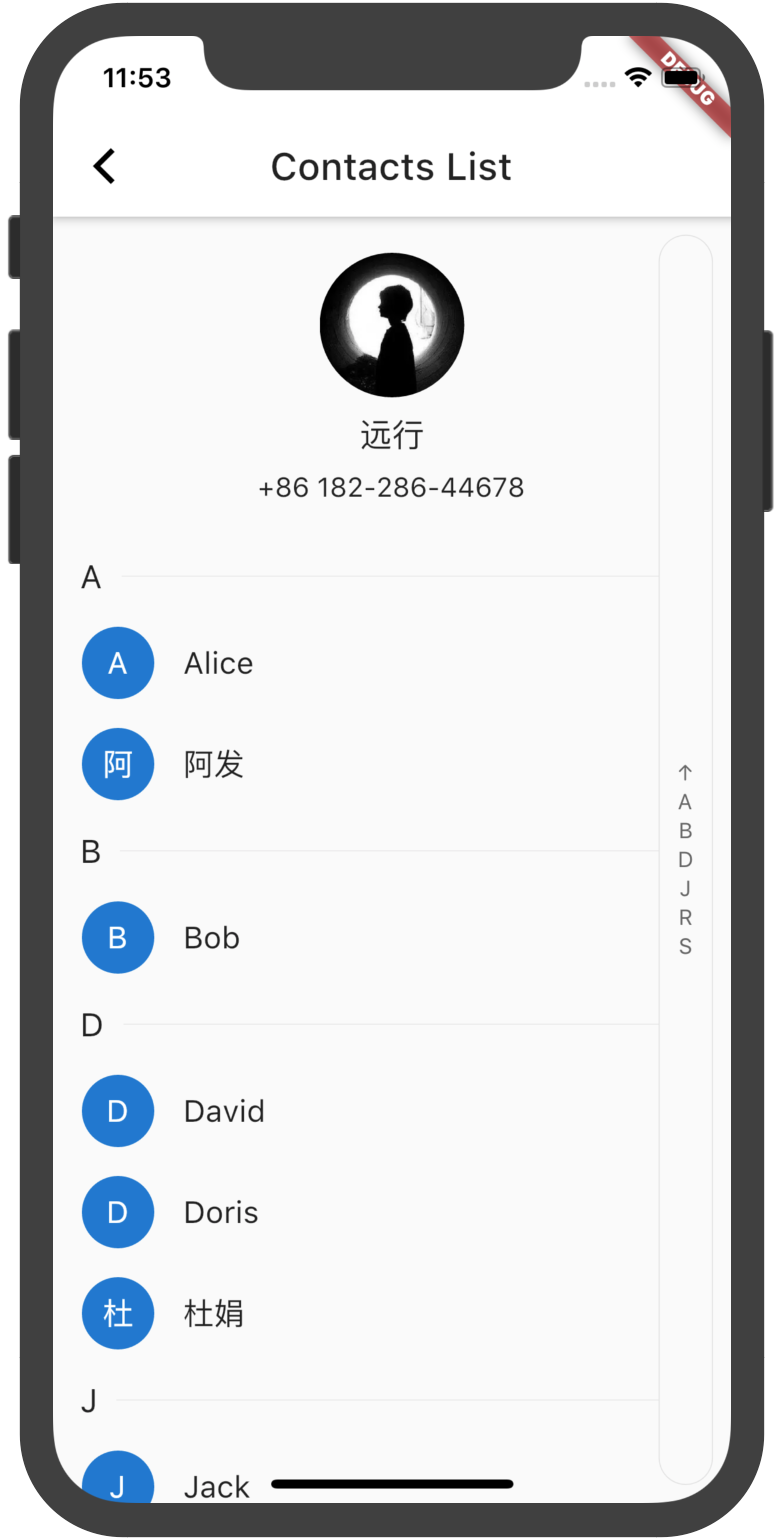 11:53
DEBUG
Contacts List
远行
+86 182-286-44678
A
A Alice
阿 阿发
B
B Bob
D
D David
D Doris
杜 杜娟
J
J Jack
↑
A
B
D
J
R
S